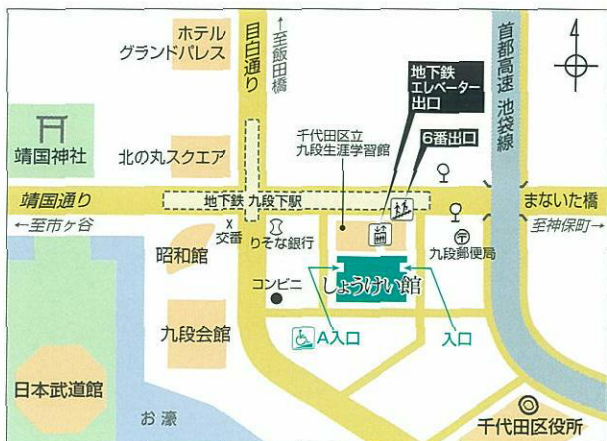 ホテル
グランドパレス
目白通り
↑至飯田橋
首都高速 池袋線
4
地下鉄
エレベーター
出口
6番出口
千代田区立
九段生涯学習館
靖国神社
北の丸スクエア
靖国通り
地下鉄 九段下駅
まないた橋
←至市ヶ谷
至神保町→
昭和館
X
交番
りそな銀行
九段郵便局
コンビニ
しょうけい館
九段会館
A入口
入口
日本武道館
お濠
千代田区役所